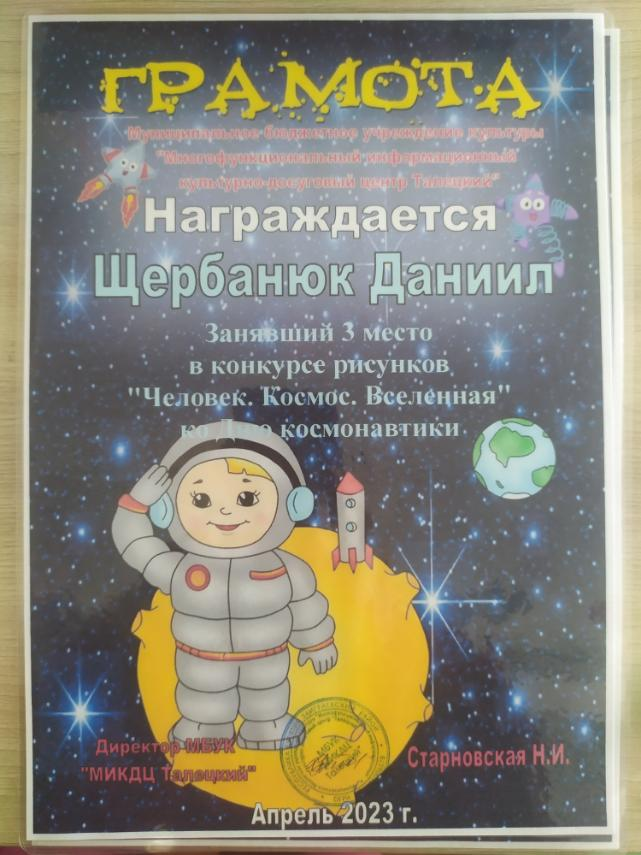 ГРАМОТА
Муниципальное бюджетное учреждение культуры
"Многофункциональный информационный
культурно-досуговый центр Талецкий"
Награждается
Щербанюк Даниил
Занявший 3 место
в конкурсе рисунков
"Человек. Космос. Вселенная"
ко Дню космонавтики
Директор МБУК
"МИКДЦ Талецкий"
Старновская Н.И.
Апрель 2023 г.